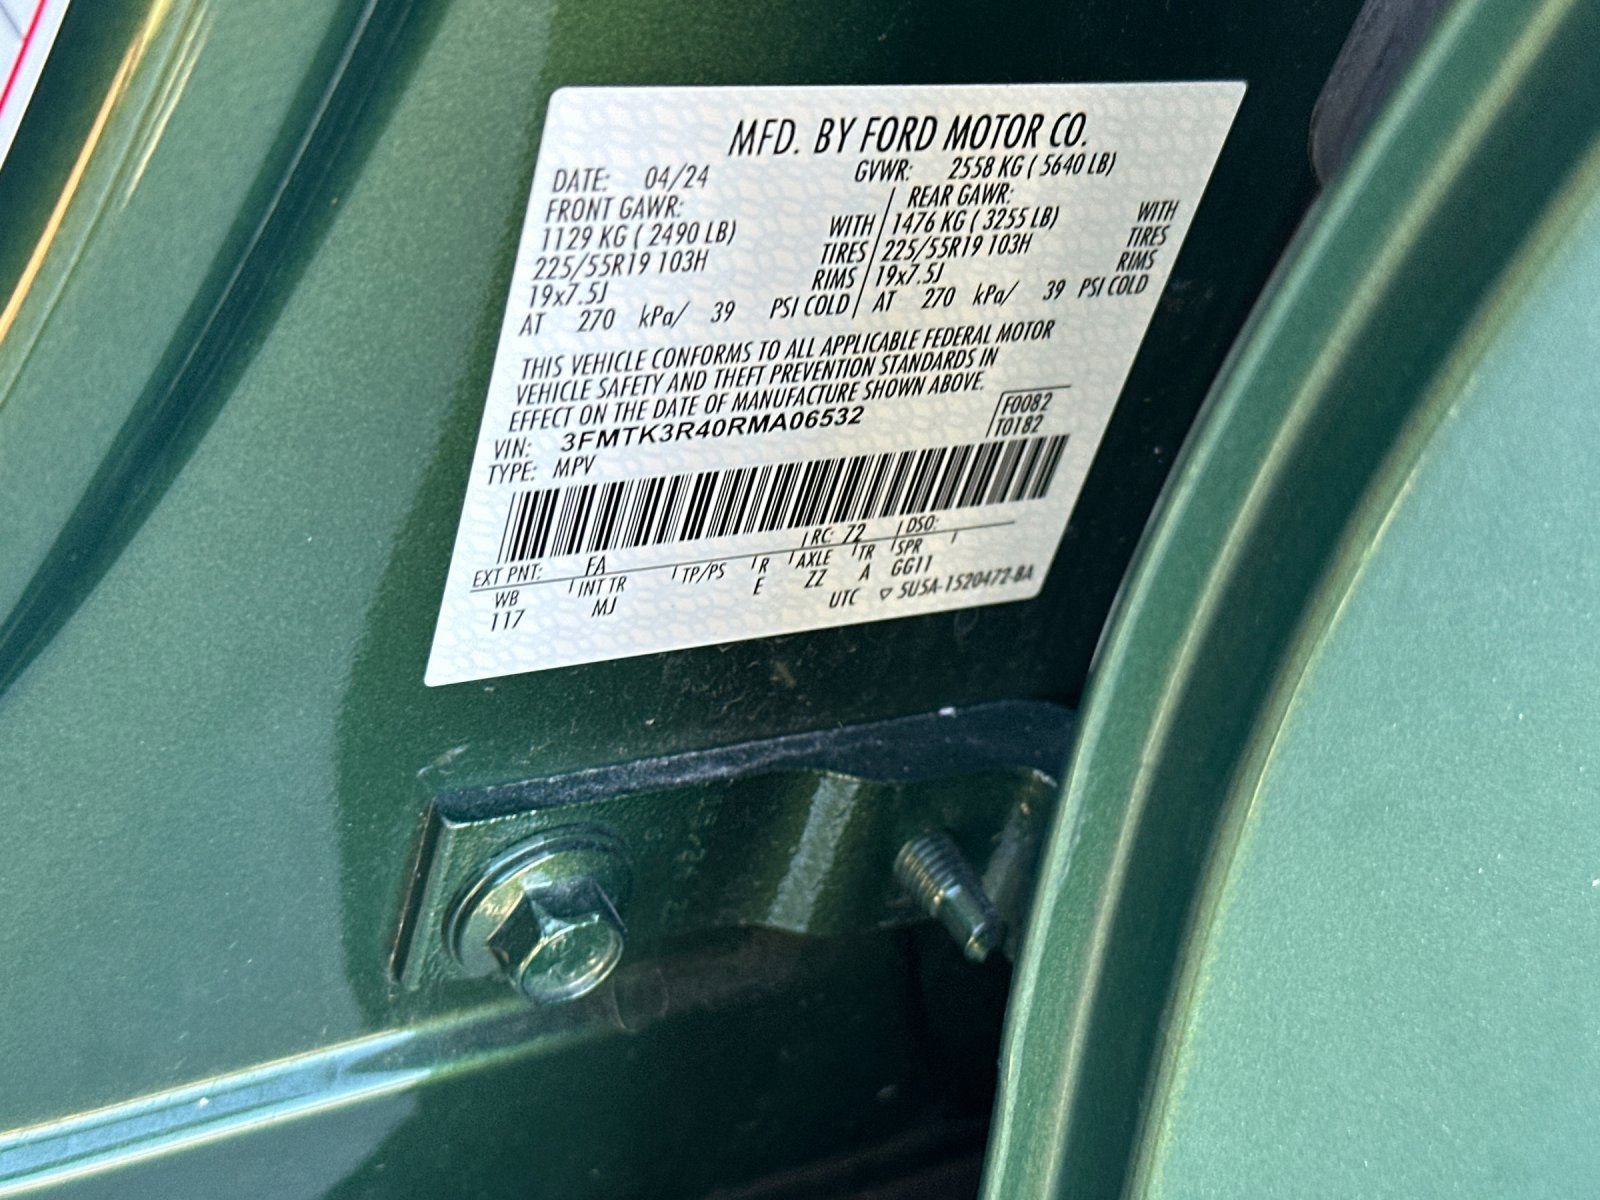 MFD. BY FORD MOTOR CO.
DATE: 04/24 GVWR: 2558 KG ( 5640 LB)
FRONT GAWR: REAR GAWR:
1129 KG ( 2490 LB) WITH 1476 KG ( 3255 LB) WITH
225/55R19 103H TIRES 225/55R19 103H TIRES
19x7.5J RIMS 19x7.5J RIMS
AT 270 kPa/ 39 PSI COLD AT 270 kPa/ 39 PSI COLD
THIS VEHICLE CONFORMS TO ALL APPLICABLE FEDERAL MOTOR
VEHICLE SAFETY AND THEFT PREVENTION STANDARDS IN
EFFECT ON THE DATE OF MANUFACTURE SHOWN ABOVE.
VIN: 3FMTK3R40RMA06532 F0082
TYPE: MPV T0182
EXT PNT: FA RC: 72 DSO:
WB INT TR TP/PS R AXLE TR SPR
117 MJ E ZZ A GG11
UTC ▽ 5U5A-1520472-BA